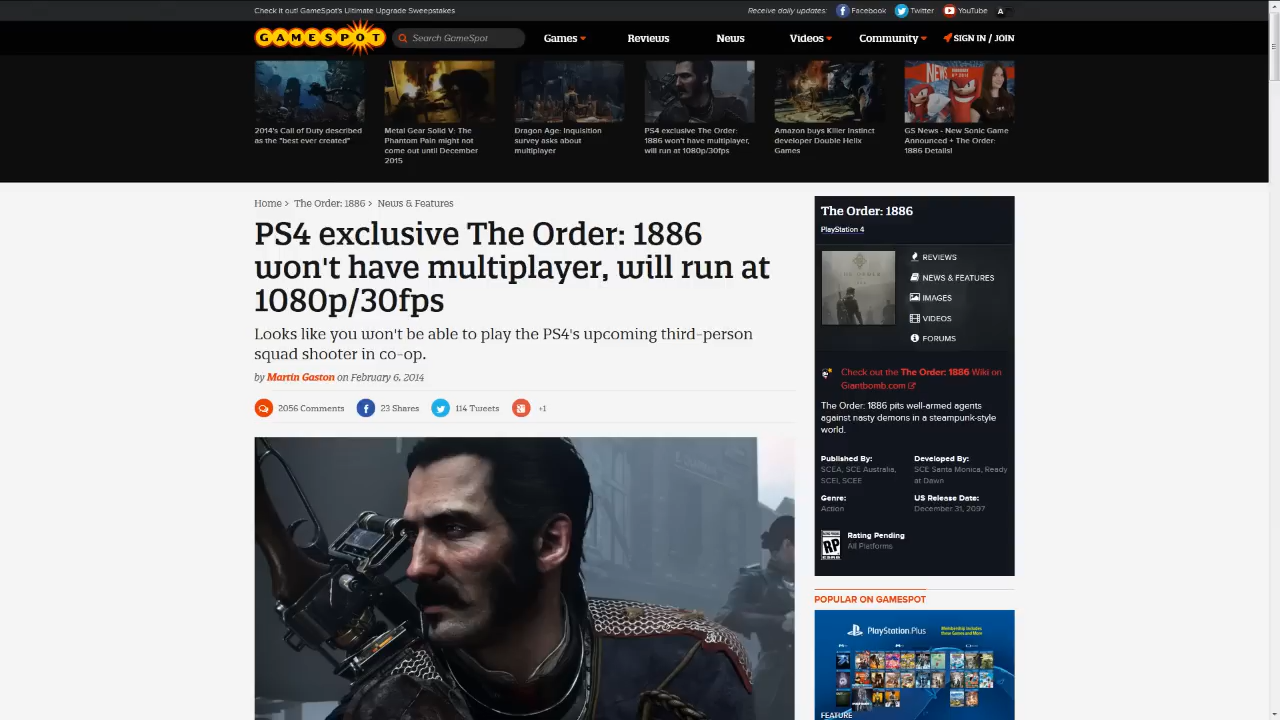 Check it out! GameSpot's Ultimate Upgrade Sweepstakes
Receive daily updates: Facebook Twitter YouTube A
GAMESPOT Search GameSpot Games Reviews News Videos Community SIGN IN / JOIN
2014's Call of Duty described
as the "best ever created"
Metal Gear Solid V: The
Phantom Pain might not
come out until December
2015
Dragon Age: Inquisition
survey asks about
multiplayer
PS4 exclusive The Order:
1886 won't have multiplayer,
will run at 1080p/30fps
Amazon buys Killer Instinct
developer Double Helix
Games
NEWS
GS News - New Sonic Game
Announced + The Order:
1886 Details!
Home > The Order: 1886 > News & Features
PS4 exclusive The Order: 1886
won't have multiplayer, will run at
1080p/30fps
Looks like you won't be able to play the PS4's upcoming third-person
squad shooter in co-op.
by Martin Gaston on February 6, 2014
2056 Comments 23 Shares 114 Tweets +1
The Order: 1886
PlayStation 4
THE ORDER
REVIEWS
NEWS & FEATURES
IMAGES
VIDEOS
FORUMS
Check out the The Order: 1886 Wiki on
Giantbomb.com
The Order: 1886 pits well-armed agents
against nasty demons in a steampunk-style
world.
Published By:
SCEA, SCE Australia,
SCEI, SCEE
Developed By:
SCE Santa Monica, Ready
at Dawn
Genre:
Action
US Release Date:
December 31, 2097
RP
ESRB
Rating Pending
All Platforms
POPULAR ON GAMESPOT
PlayStation Plus
Membership includes
these Games and More
FEATURE